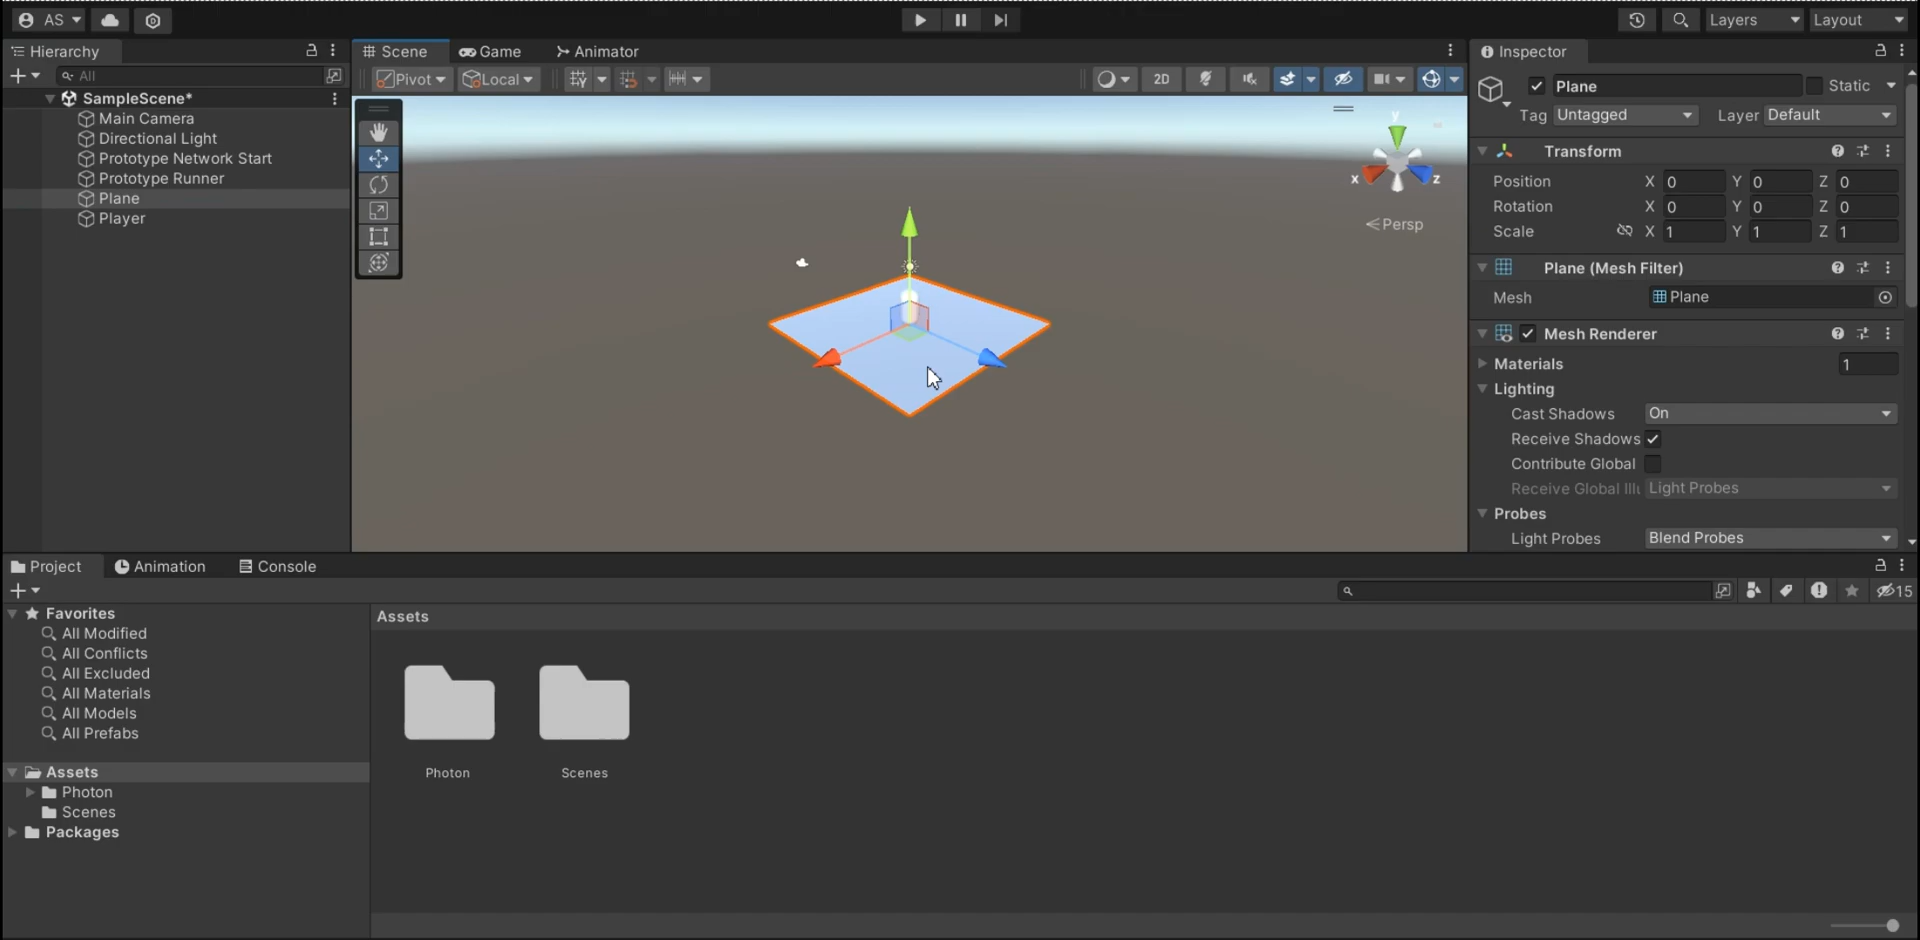 AS
Layers
Layout
Hierarchy
All
SampleScene*
Main Camera
Directional Light
Prototype Network Start
Prototype Runner
Plane
Player
Scene
Game
Animator
Pivot
Local
2D
y
x
z
Persp
Inspector
Plane
Static
Tag Untagged Layer Default
Transform
Position X 0 Y 0 Z 0
Rotation X 0 Y 0 Z 0
Scale X 1 Y 1 Z 1
Plane (Mesh Filter)
Mesh Plane
Mesh Renderer
Materials 1
Lighting
Cast Shadows On
Receive Shadows
Contribute Global
Receive Global Illu Light Probes
Probes
Light Probes Blend Probes
Project
Animation
Console
15
Favorites
All Modified
All Conflicts
All Excluded
All Materials
All Models
All Prefabs
Assets
Photon
Scenes
Packages
Assets
Photon
Scenes